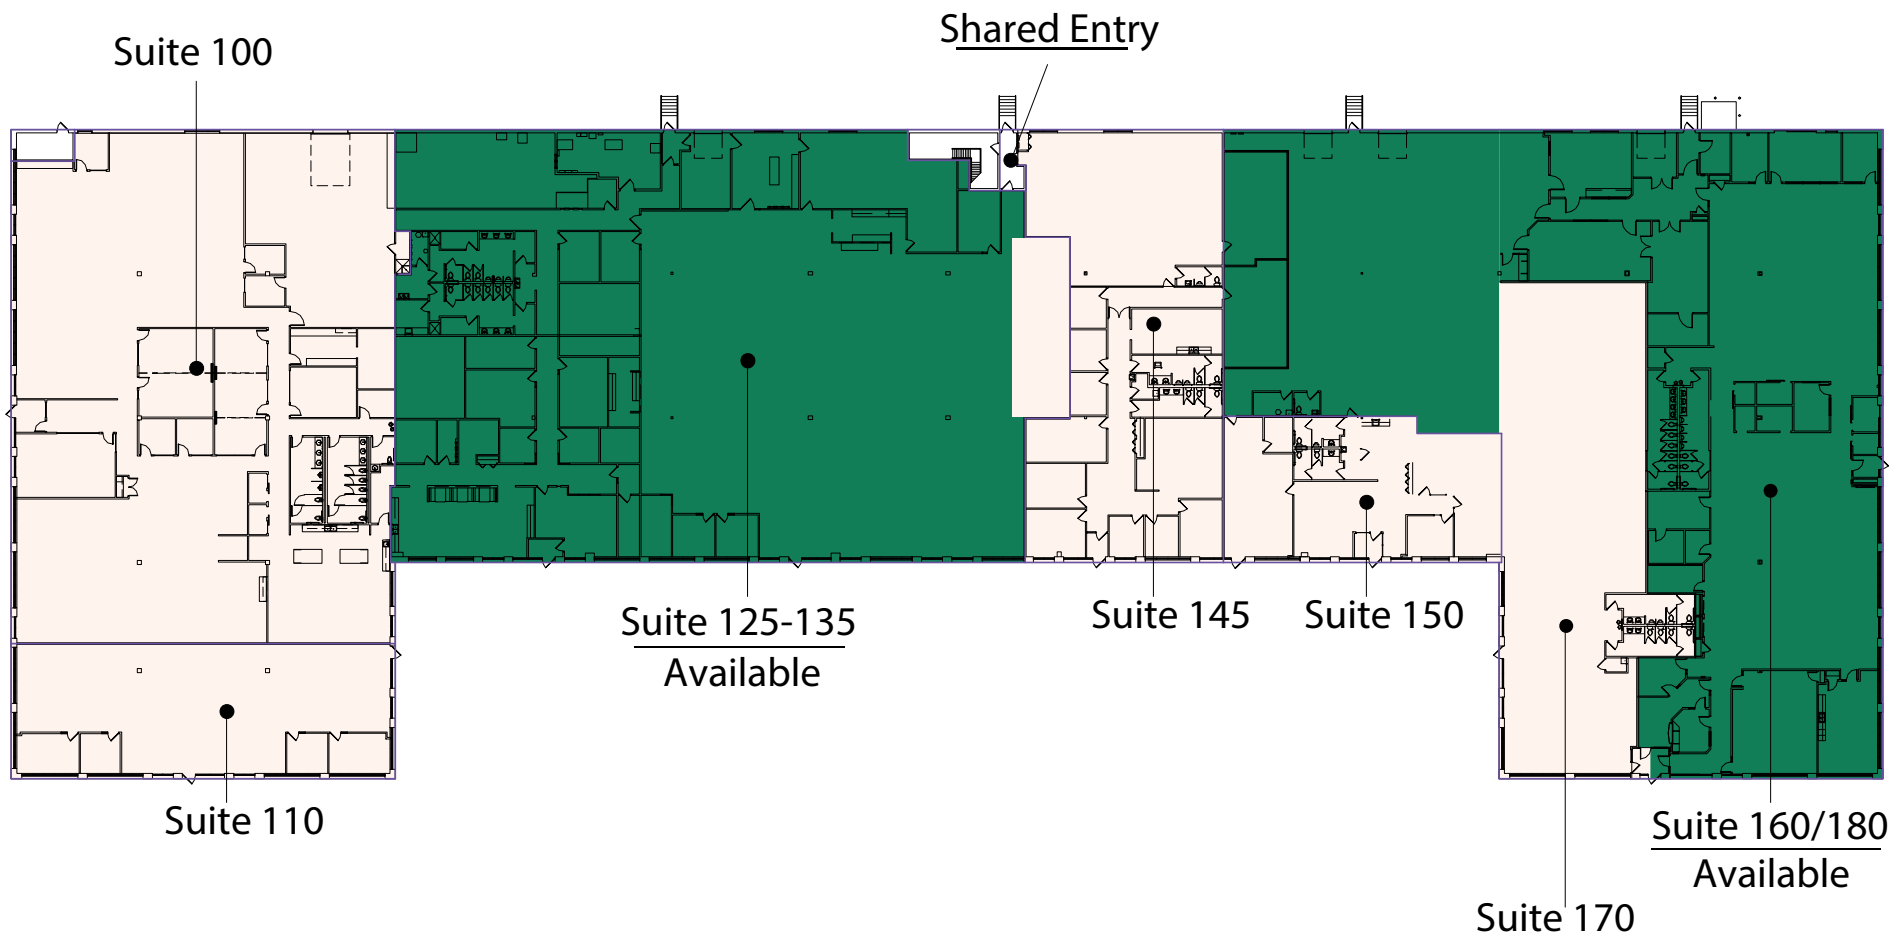 Shared Entry
Suite 100
Suite 125-135
Available
Suite 145
Suite 150
Suite 110
Suite 160/180
Available
Suite 170